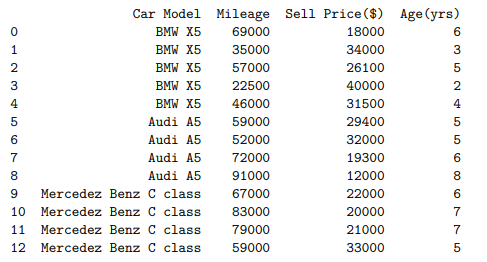 Car Model Mileage Sell Price($) Age(yrs)
0 BMW X5 69000 18000 6
1 BMW X5 35000 34000 3
2 BMW X5 57000 26100 5
3 BMW X5 22500 40000 2
4 BMW X5 46000 31500 4
5 Audi A5 59000 29400 5
6 Audi A5 52000 32000 5
7 Audi A5 72000 19300 6
8 Audi A5 91000 12000 8
9 Mercedez Benz C class 67000 22000 6
10 Mercedez Benz C class 83000 20000 7
11 Mercedez Benz C class 79000 21000 7
12 Mercedez Benz C class 59000 33000 5